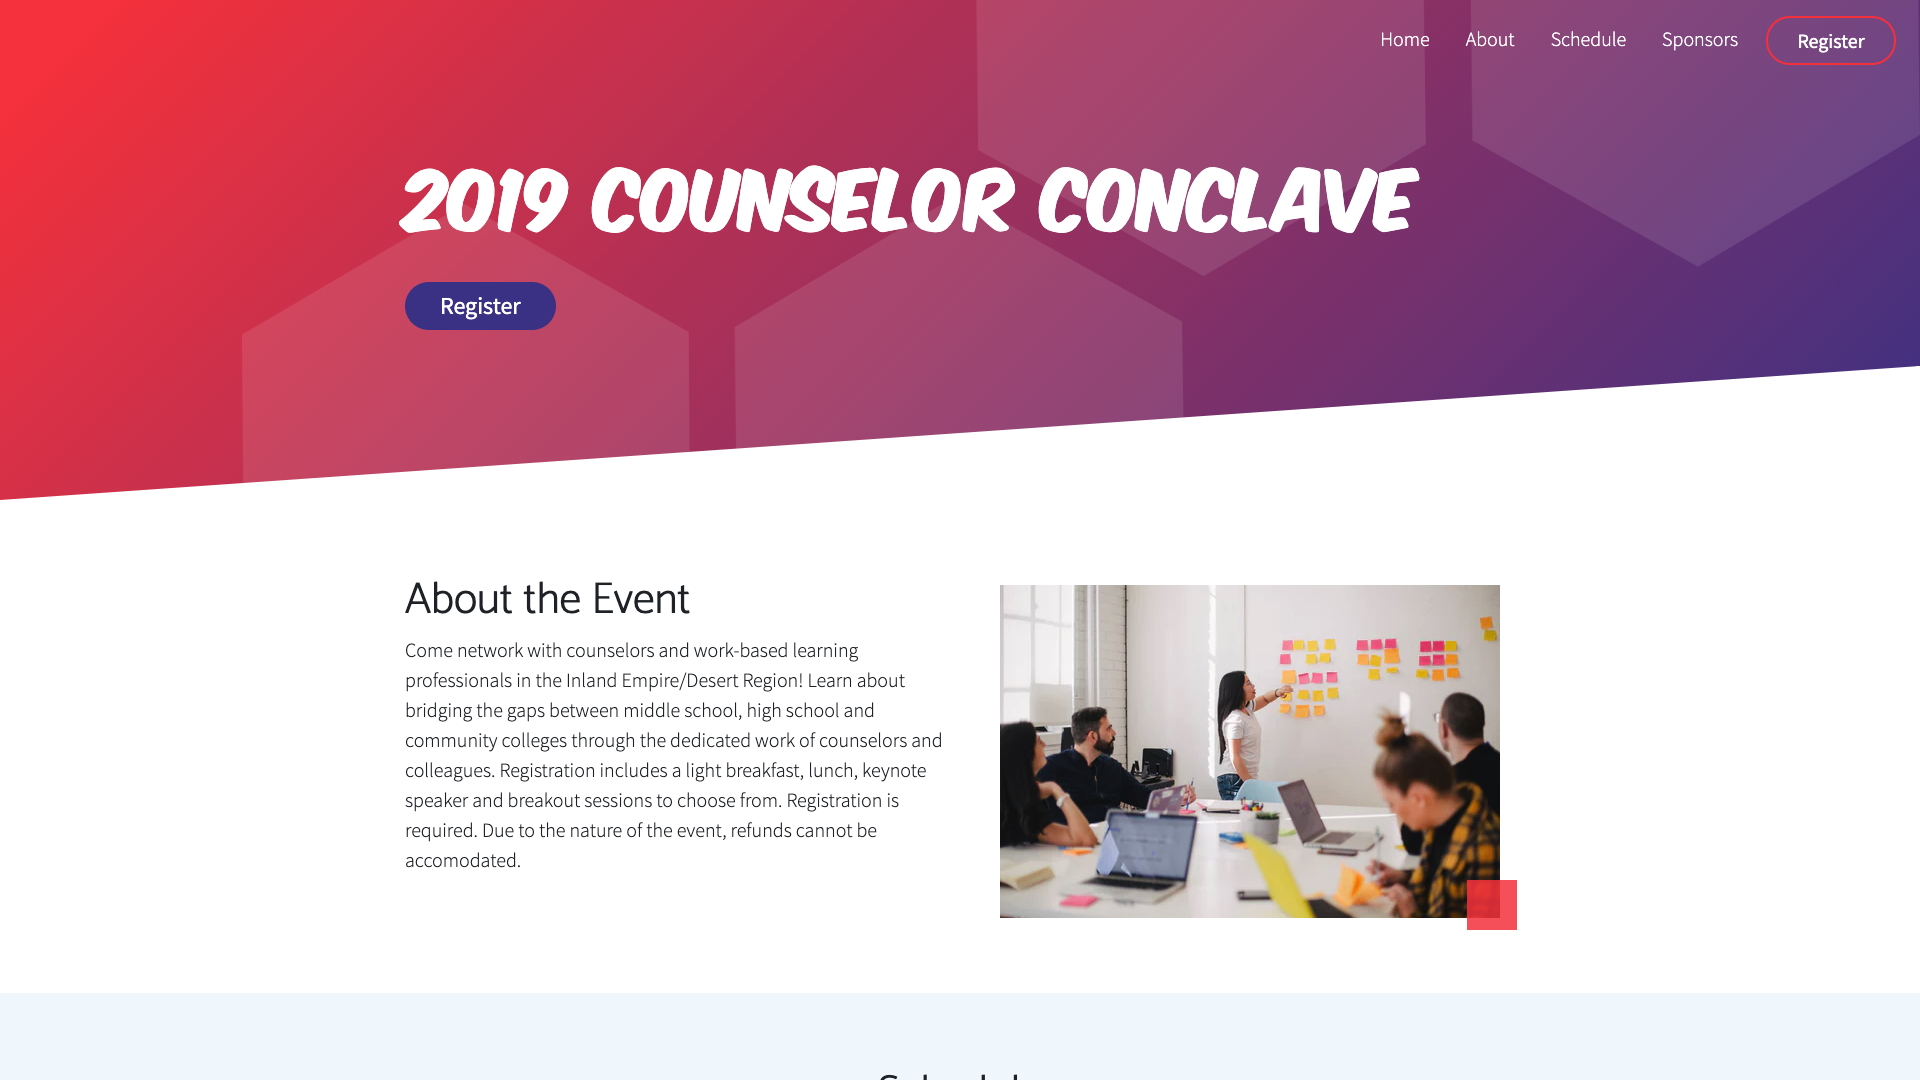 Home About Schedule Sponsors Register
2019 COUNSELOR CONCLAVE
Register
About the Event
Come network with counselors and work-based learning
professionals in the Inland Empire/Desert Region! Learn about
bridging the gaps between middle school, high school and
community colleges through the dedicated work of counselors and
colleagues. Registration includes a light breakfast, lunch, keynote
speaker and breakout sessions to choose from. Registration is
required. Due to the nature of the event, refunds cannot be
accomodated.